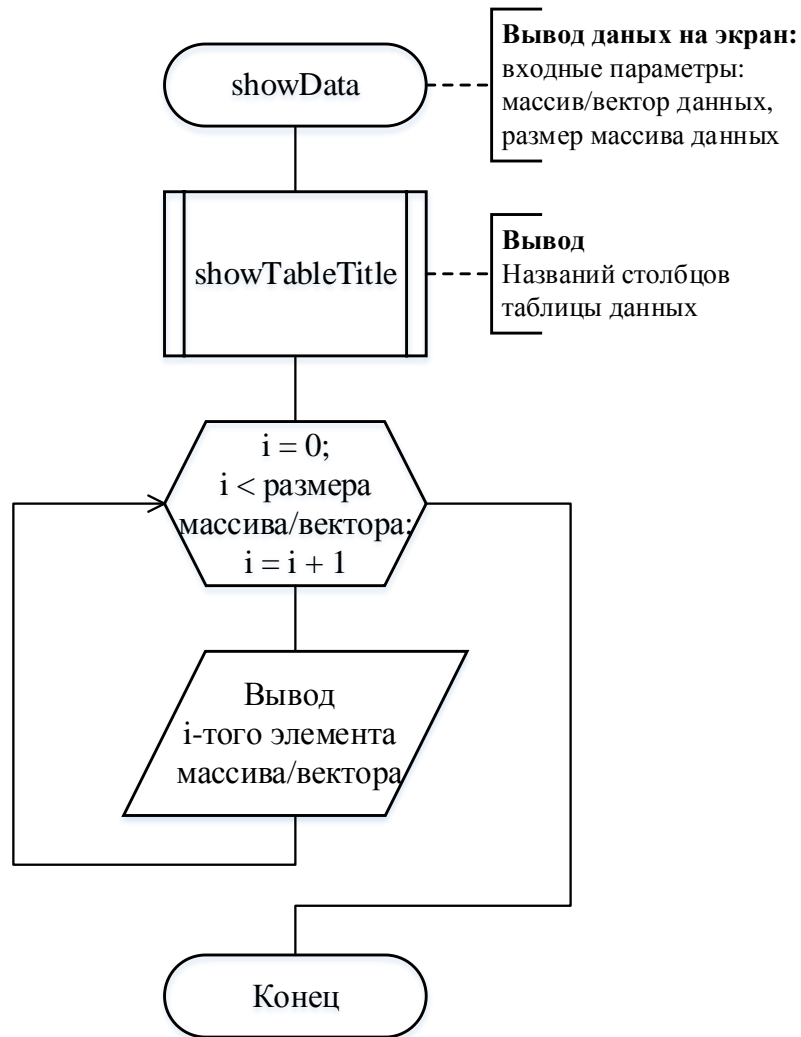 showData
Вывод даных на экран:
входные параметры:
массив/вектор данных,
размер массива данных
showTableTitle
Вывод
Названий столбцов
таблицы данных
i = 0;
i < размера
массива/вектора;
i = i + 1
Вывод
i-того элемента
массива/вектора
Конец